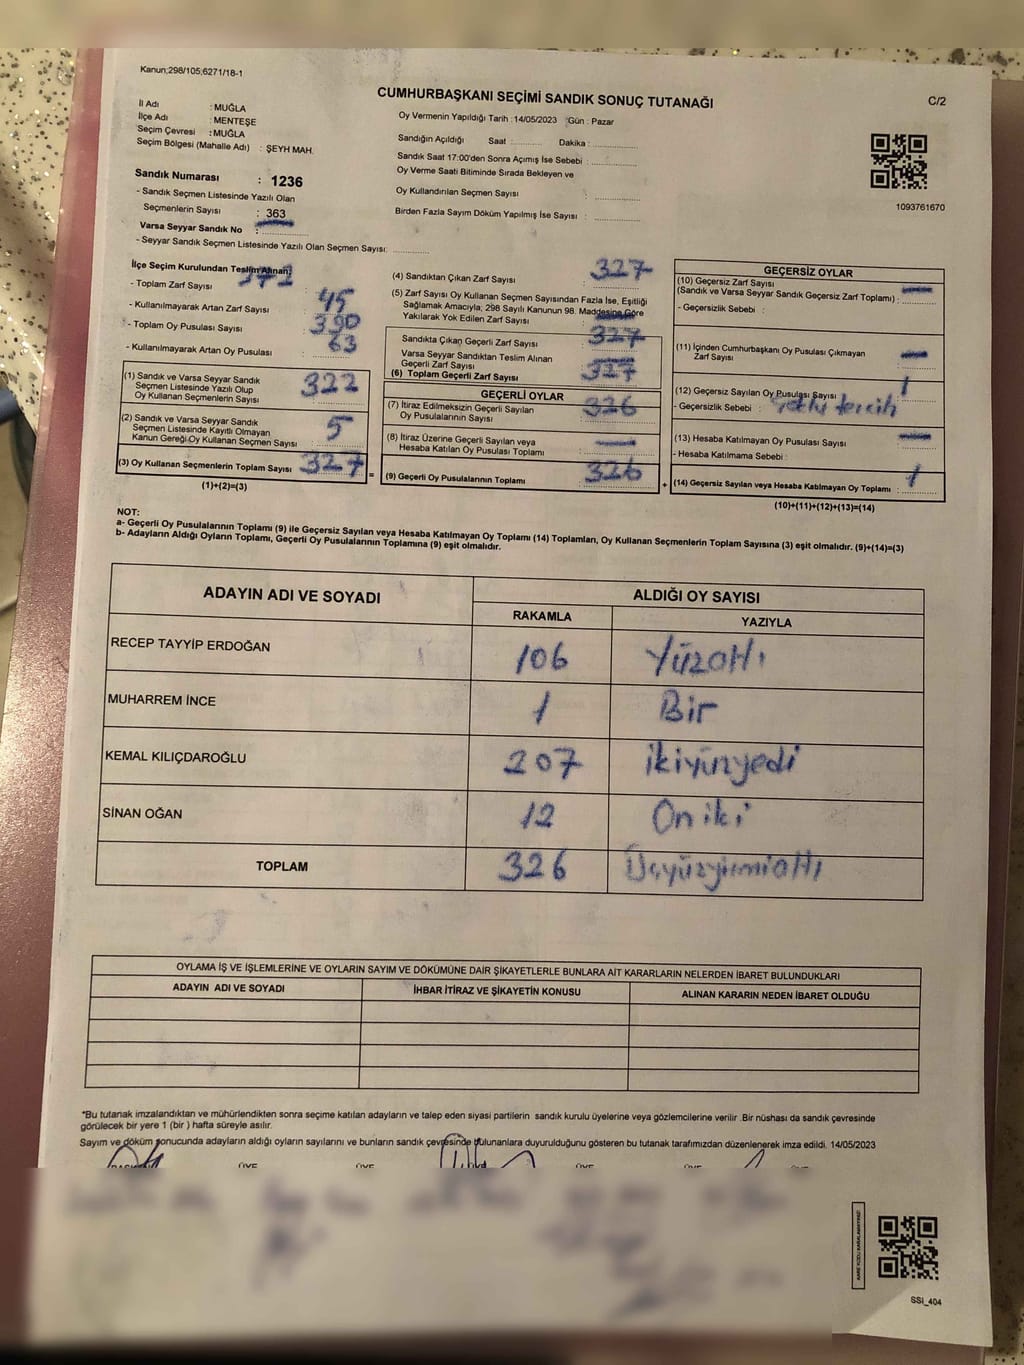 Kanun;298/105;6271/18-1
CUMHURBAŞKANI SEÇİMİ SANDIK SONUÇ TUTANAĞI
C/2
İl Adı : MUĞLA
İlçe Adı : MENTEŞE
Seçim Çevresi : MUĞLA
Seçim Bölgesi (Mahalle Adı) : ŞEYH MAH.
Sandık Numarası : 1236
- Sandık Seçmen Listesinde Yazılı Olan
Seçmenlerin Sayısı : 363
Varsa Seyyar Sandık No :
- Seyyar Sandık Seçmen Listesinde Yazılı Olan Seçmen Sayısı:
Oy Vermenin Yapıldığı Tarih :14/05/2023 Gün : Pazar
Sandığın Açıldığı Saat Dakika :
Sandık Saat 17:00'den Sonra Açımış İse Sebebi :
Oy Verme Saati Bitiminde Sırada Bekleyen ve
Oy Kullandırılan Seçmen Sayısı :
Birden Fazla Sayım Döküm Yapılmış İse Sayısı :
1093761670
İlçe Seçim Kurulundan Teslim Alınan;
- Toplam Zarf Sayısı :
- Kullanılmayarak Artan Zarf Sayısı : 45
- Toplam Oy Pusulası Sayısı : 390
- Kullanılmayarak Artan Oy Pusulası : 63
(1) Sandık ve Varsa Seyyar Sandık
Seçmen Listesinde Yazılı Olup
Oy Kullanan Seçmenlerin Sayısı : 322
(2) Sandık ve Varsa Seyyar Sandık
Seçmen Listesinde Kayıtlı Olmayan
Kanun Gereği Oy Kullanan Seçmen Sayısı : 5
(3) Oy Kullanan Seçmenlerin Toplam Sayısı : 327
(1)+(2)=(3)
=
(4) Sandıktan Çıkan Zarf Sayısı : 327
(5) Zarf Sayısı Oy Kullanan Seçmen Sayısından Fazla İse, Eşitliği
Sağlamak Amacıyla, 298 Sayılı Kanunun 98. Maddesine Göre
Yakılarak Yok Edilen Zarf Sayısı :
Sandıkta Çıkan Geçerli Zarf Sayısı : 327
Varsa Seyyar Sandıktan Teslim Alınan
Geçerli Zarf Sayısı :
(6) Toplam Geçerli Zarf Sayısı : 327
GEÇERLİ OYLAR
(7) İtiraz Edilmeksizin Geçerli Sayılan
Oy Pusulalarının Sayısı : 326
(8) İtiraz Üzerine Geçerli Sayılan veya
Hesaba Katılan Oy Pusulası Toplamı :
(9) Geçerli Oy Pusulalarının Toplamı : 326
+
GEÇERSİZ OYLAR
(10) Geçersiz Zarf Sayısı
(Sandık ve Varsa Seyyar Sandık Geçersiz Zarf Toplamı) :
- Geçersizlik Sebebi :
(11) İçinden Cumhurbaşkanı Oy Pusulası Çıkmayan
Zarf Sayısı :
(12) Geçersiz Sayılan Oy Pusulası Sayısı : 1
- Geçersizlik Sebebi : tercih
(13) Hesaba Katılmayan Oy Pusulası Sayısı :
- Hesaba Katılmama Sebebi :
(14) Geçersiz Sayılan veya Hesaba Katılmayan Oy Toplamı : 1
(10)+(11)+(12)+(13)=(14)
NOT:
a- Geçerli Oy Pusulalarının Toplamı (9) ile Geçersiz Sayılan veya Hesaba Katılmayan Oy Toplamı (14) Toplamları, Oy Kullanan Seçmenlerin Toplam Sayısına (3) eşit olmalıdır. (9)+(14)=(3)
b- Adayların Aldığı Oyların Toplamı, Geçerli Oy Pusulalarının Toplamına (9) eşit olmalıdır.
ADAYIN ADI VE SOYADI
ALDIĞI OY SAYISI
RAKAMLA YAZIYLA
RECEP TAYYİP ERDOĞAN 106 Yüzaltı
MUHARREM İNCE 1 Bir
KEMAL KILIÇDAROĞLU 207 ikiyüzyedi
SİNAN OĞAN 12 On iki
TOPLAM 326 Üçyüzyirmialtı
OYLAMA İŞ VE İŞLEMLERİNE VE OYLARIN SAYIM VE DÖKÜMÜNE DAİR ŞİKAYETLERLE BUNLARA AİT KARARLARIN NELERDEN İBARET BULUNDUKLARI
ADAYIN ADI VE SOYADI İHBAR İTİRAZ VE ŞİKAYETİN KONUSU ALINAN KARARIN NEDEN İBARET OLDUĞU
*Bu tutanak imzalandıktan ve mühürlendikten sonra seçime katılan adayların ve talep eden siyasi partilerin sandık kurulu üyelerine veya gözlemcilerine verilir .Bir nüshası da sandık çevresinde
görülecek bir yere 1 (bir ) hafta süreyle asılır.
Sayım ve döküm sonucunda adayların aldığı oyların sayılarını ve bunların sandık çevresinde bulunanlara duyurulduğunu gösteren bu tutanak tarafımızdan düzenlenerek imza edildi. 14/05/2023
ÜYE ÜYE ÜYE ÜYE ÜYE
SSI_404